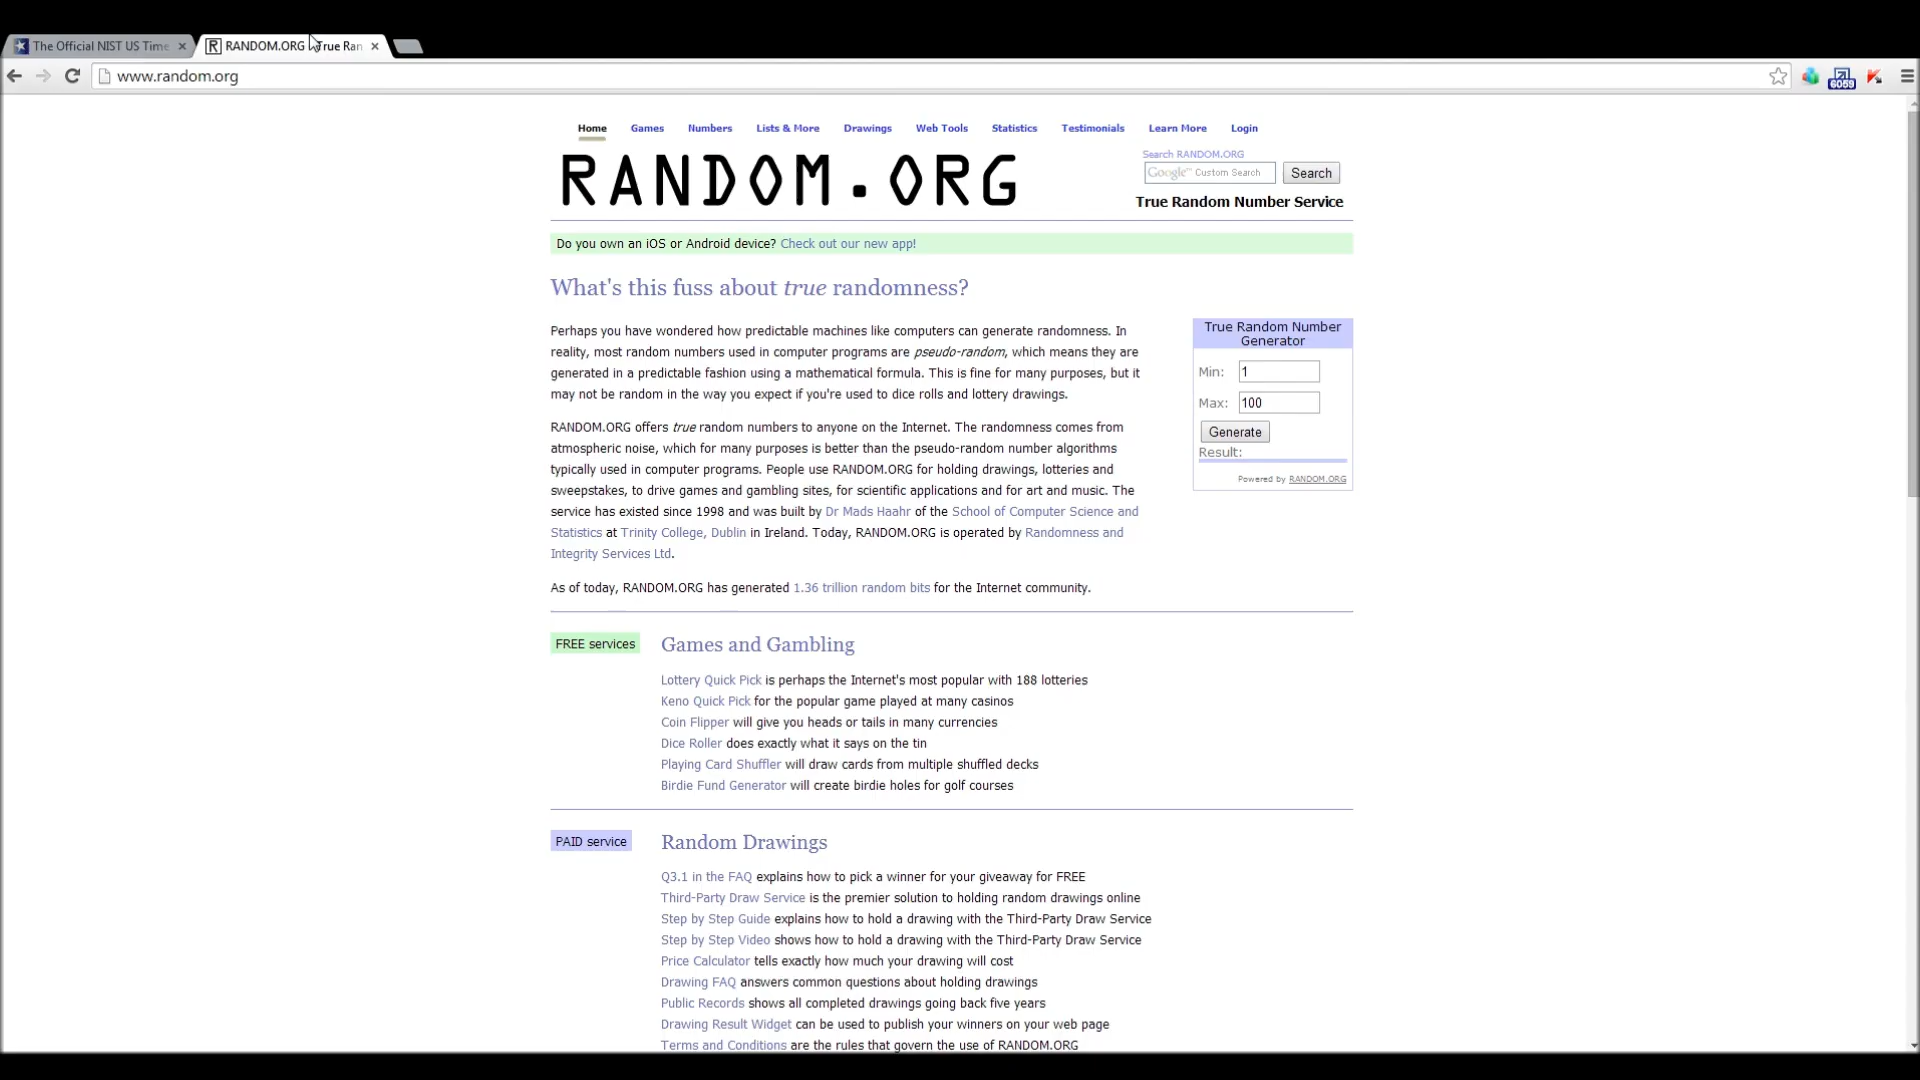 The Official NIST US Time
RANDOM.ORG - True Ran
www.random.org
6089
Home Games Numbers Lists & More Drawings Web Tools Statistics Testimonials Learn More Login
RANDOM.ORG
Search RANDOM.ORG
Google™ Custom Search Search
True Random Number Service
Do you own an iOS or Android device? Check out our new app!
What's this fuss about true randomness?
Perhaps you have wondered how predictable machines like computers can generate randomness. In
reality, most random numbers used in computer programs are pseudo-random, which means they are
generated in a predictable fashion using a mathematical formula. This is fine for many purposes, but it
may not be random in the way you expect if you're used to dice rolls and lottery drawings.
RANDOM.ORG offers true random numbers to anyone on the Internet. The randomness comes from
atmospheric noise, which for many purposes is better than the pseudo-random number algorithms
typically used in computer programs. People use RANDOM.ORG for holding drawings, lotteries and
sweepstakes, to drive games and gambling sites, for scientific applications and for art and music. The
service has existed since 1998 and was built by Dr Mads Haahr of the School of Computer Science and
Statistics at Trinity College, Dublin in Ireland. Today, RANDOM.ORG is operated by Randomness and
Integrity Services Ltd.
As of today, RANDOM.ORG has generated 1.36 trillion random bits for the Internet community.
True Random Number
Generator
Min: 1
Max: 100
Generate
Result:
Powered by RANDOM.ORG
FREE services
Games and Gambling
Lottery Quick Pick is perhaps the Internet's most popular with 188 lotteries
Keno Quick Pick for the popular game played at many casinos
Coin Flipper will give you heads or tails in many currencies
Dice Roller does exactly what it says on the tin
Playing Card Shuffler will draw cards from multiple shuffled decks
Birdie Fund Generator will create birdie holes for golf courses
PAID service
Random Drawings
Q3.1 in the FAQ explains how to pick a winner for your giveaway for FREE
Third-Party Draw Service is the premier solution to holding random drawings online
Step by Step Guide explains how to hold a drawing with the Third-Party Draw Service
Step by Step Video shows how to hold a drawing with the Third-Party Draw Service
Price Calculator tells exactly how much your drawing will cost
Drawing FAQ answers common questions about holding drawings
Public Records shows all completed drawings going back five years
Drawing Result Widget can be used to publish your winners on your web page
Terms and Conditions are the rules that govern the use of RANDOM.ORG